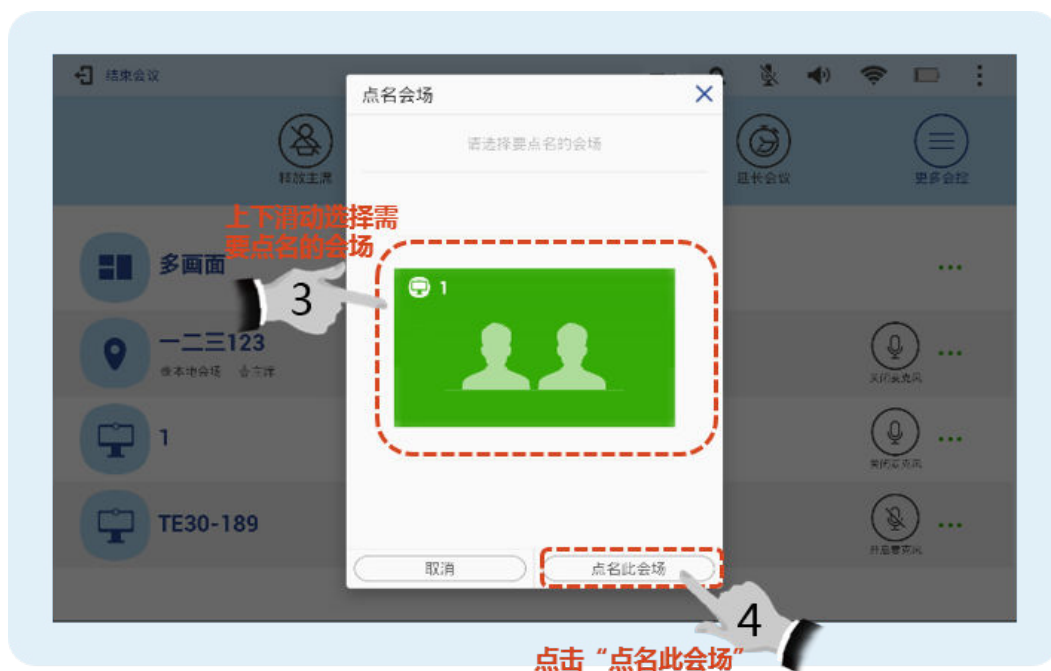 结束会议
点名会场
请选择要点名的会场
释放主席
延长会议
更多会控
上下滑动选择需
要点名的会场
多画面
3
1
一二三123
本地会场 主席
关闭麦克风
1
关闭麦克风
TE30-189
开启麦克风
取消
点名此会场
4
点击“点名此会场”